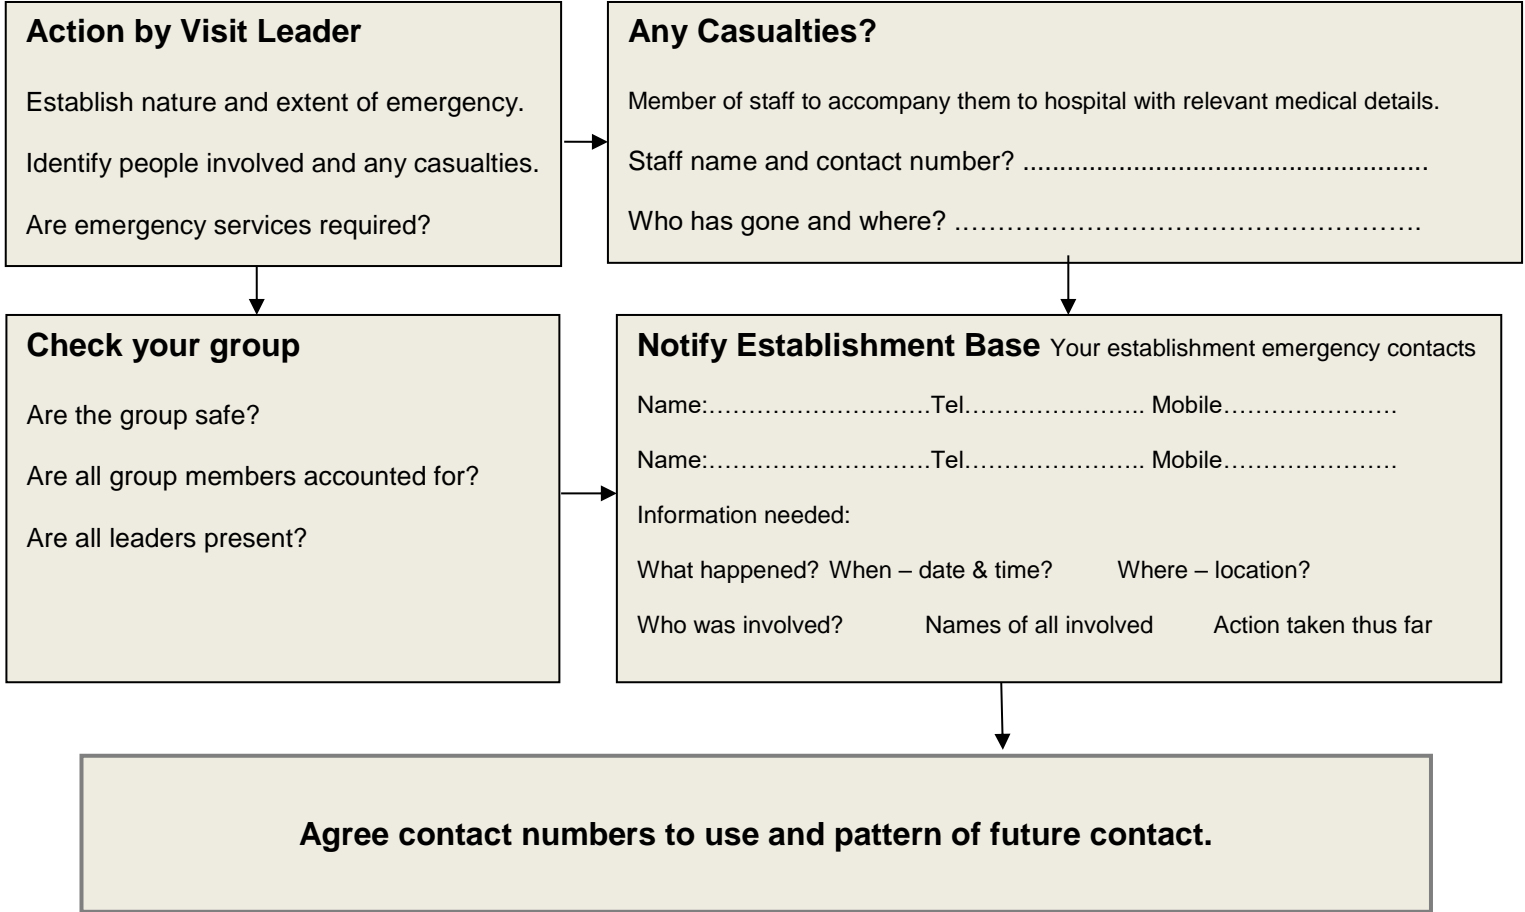 Action by Visit Leader
Establish nature and extent of emergency.
Identify people involved and any casualties.
Are emergency services required?
Any Casualties?
Member of staff to accompany them to hospital with relevant medical details.
Staff name and contact number? ........................................................
Who has gone and where? ..……………………………………………….
Check your group
Are the group safe?
Are all group members accounted for?
Are all leaders present?
Notify Establishment Base Your establishment emergency contacts
Name:……………………….Tel………………….. Mobile………………….
Name:……………………….Tel………………….. Mobile………………….
Information needed:
What happened? When – date & time? Where – location?
Who was involved? Names of all involved Action taken thus far
Agree contact numbers to use and pattern of future contact.